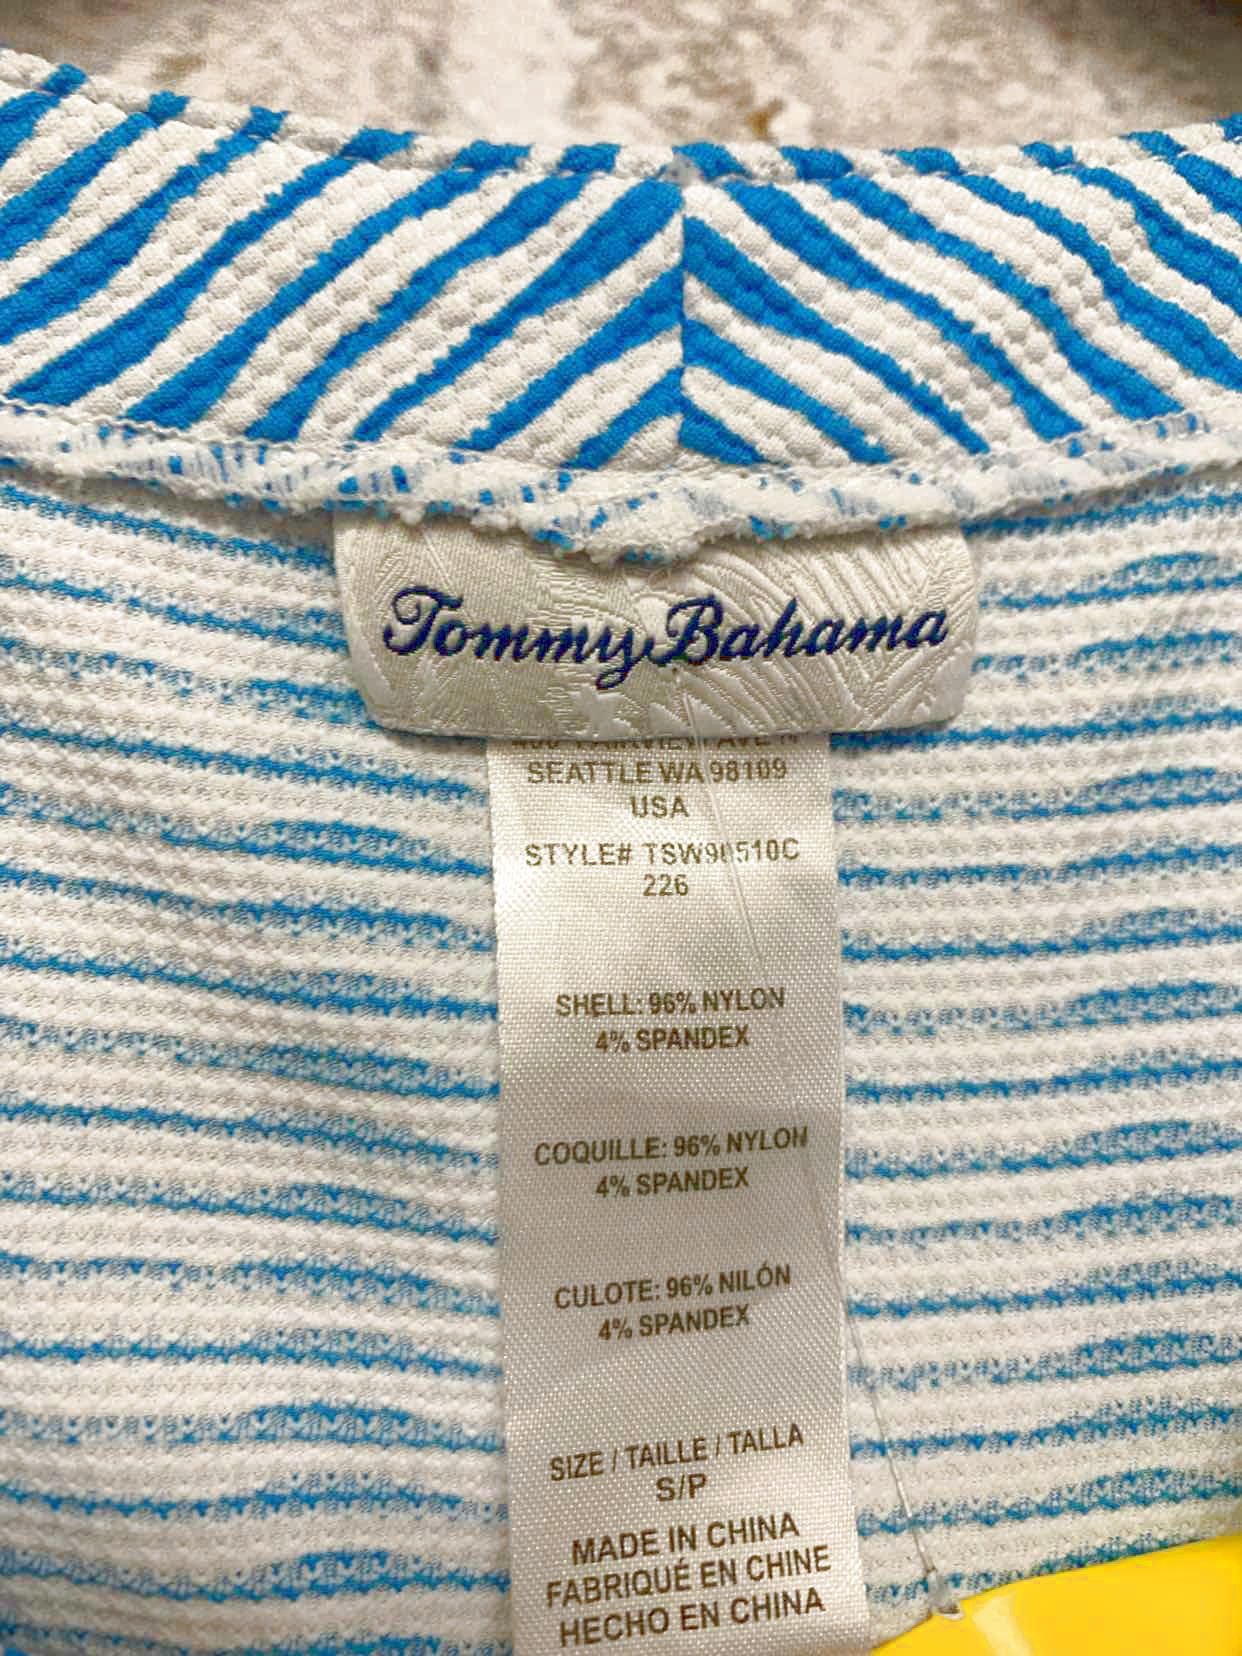 Tommy Bahama
SEATTLE WA 98109
USA
STYLE# TSW90510C
226
SHELL: 96% NYLON
4% SPANDEX
COQUILLE: 96% NYLON
4% SPANDEX
CULOTE: 96% NILÓN
4% SPANDEX
SIZE / TAILLE / TALLA
S/P
MADE IN CHINA
FABRIQUÉ EN CHINE
HECHO EN CHINA